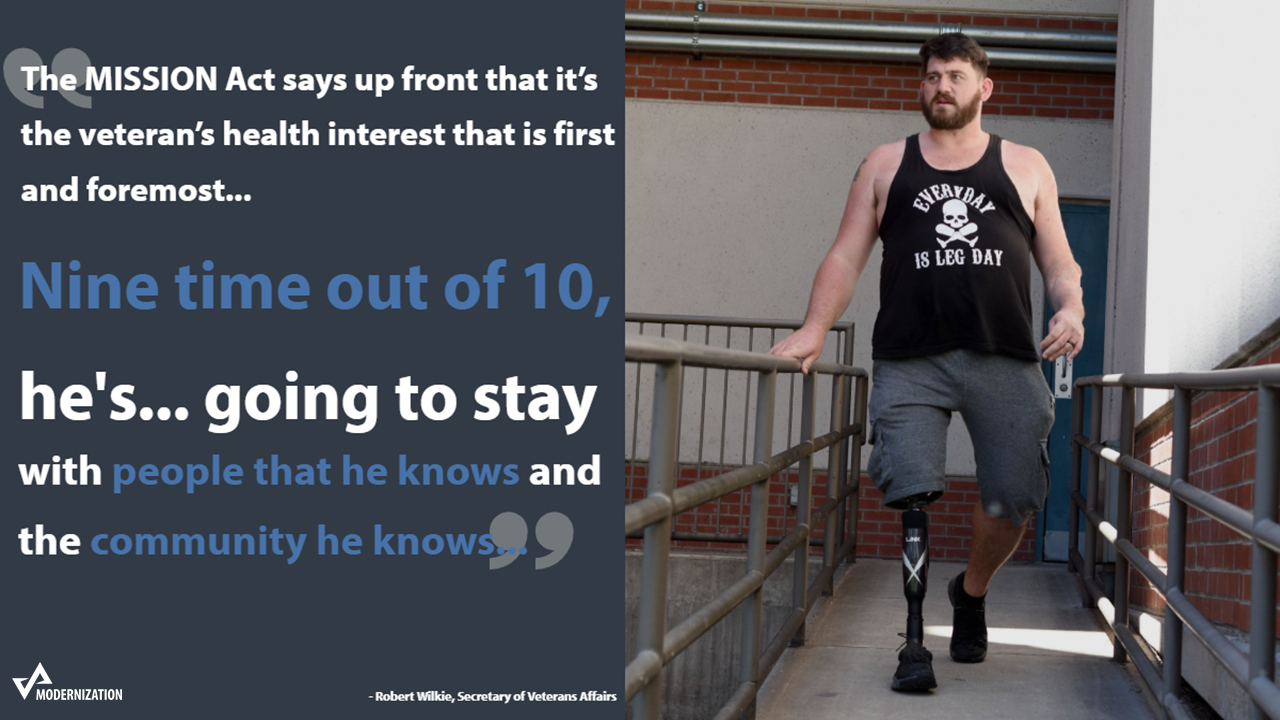 “The MISSION Act says up front that it’s
the veteran’s health interest that is first
and foremost...
Nine time out of 10,
he's... going to stay
with people that he knows and
the community he knows...”
VA MODERNIZATION
- Robert Wilkie, Secretary of Veterans Affairs
EVERYDAY
IS LEG DAY
LINK